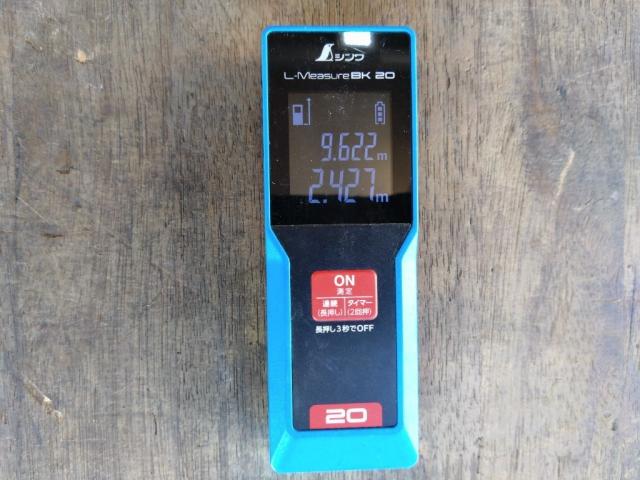 シンワ
L-Measure BK 20
9.622m
2.427m
ON
測定
連続 タイマー
(長押し) (2回押)
長押し3秒でOFF
20